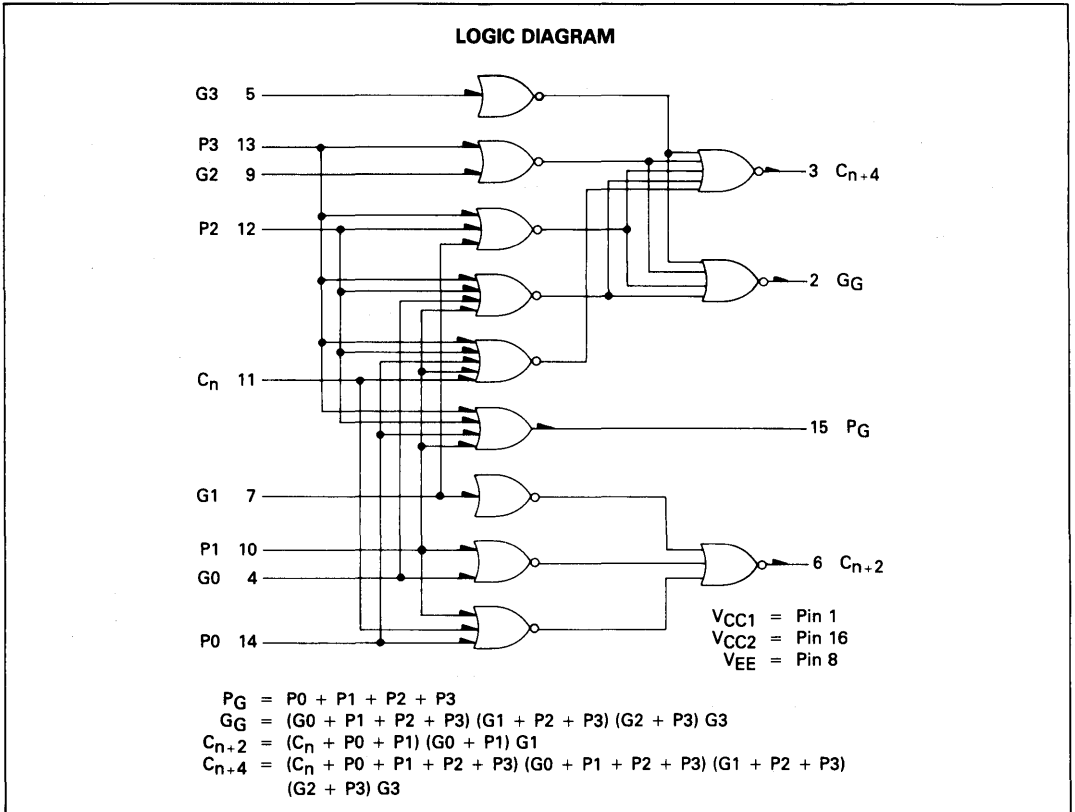 LOGIC DIAGRAM
G3 5
P3 13
G2 9
3 Cn+4
P2 12
2 GG
Cn 11
15 PG
G1 7
P1 10
6 Cn+2
G0 4
VCC1 = Pin 1
P0 14
VCC2 = Pin 16
VEE = Pin 8
PG = P0 + P1 + P2 + P3
GG = (G0 + P1 + P2 + P3) (G1 + P2 + P3) (G2 + P3) G3
Cn+2 = (Cn + P0 + P1) (G0 + P1) G1
Cn+4 = (Cn + P0 + P1 + P2 + P3) (G0 + P1 + P2 + P3) (G1 + P2 + P3)
(G2 + P3) G3